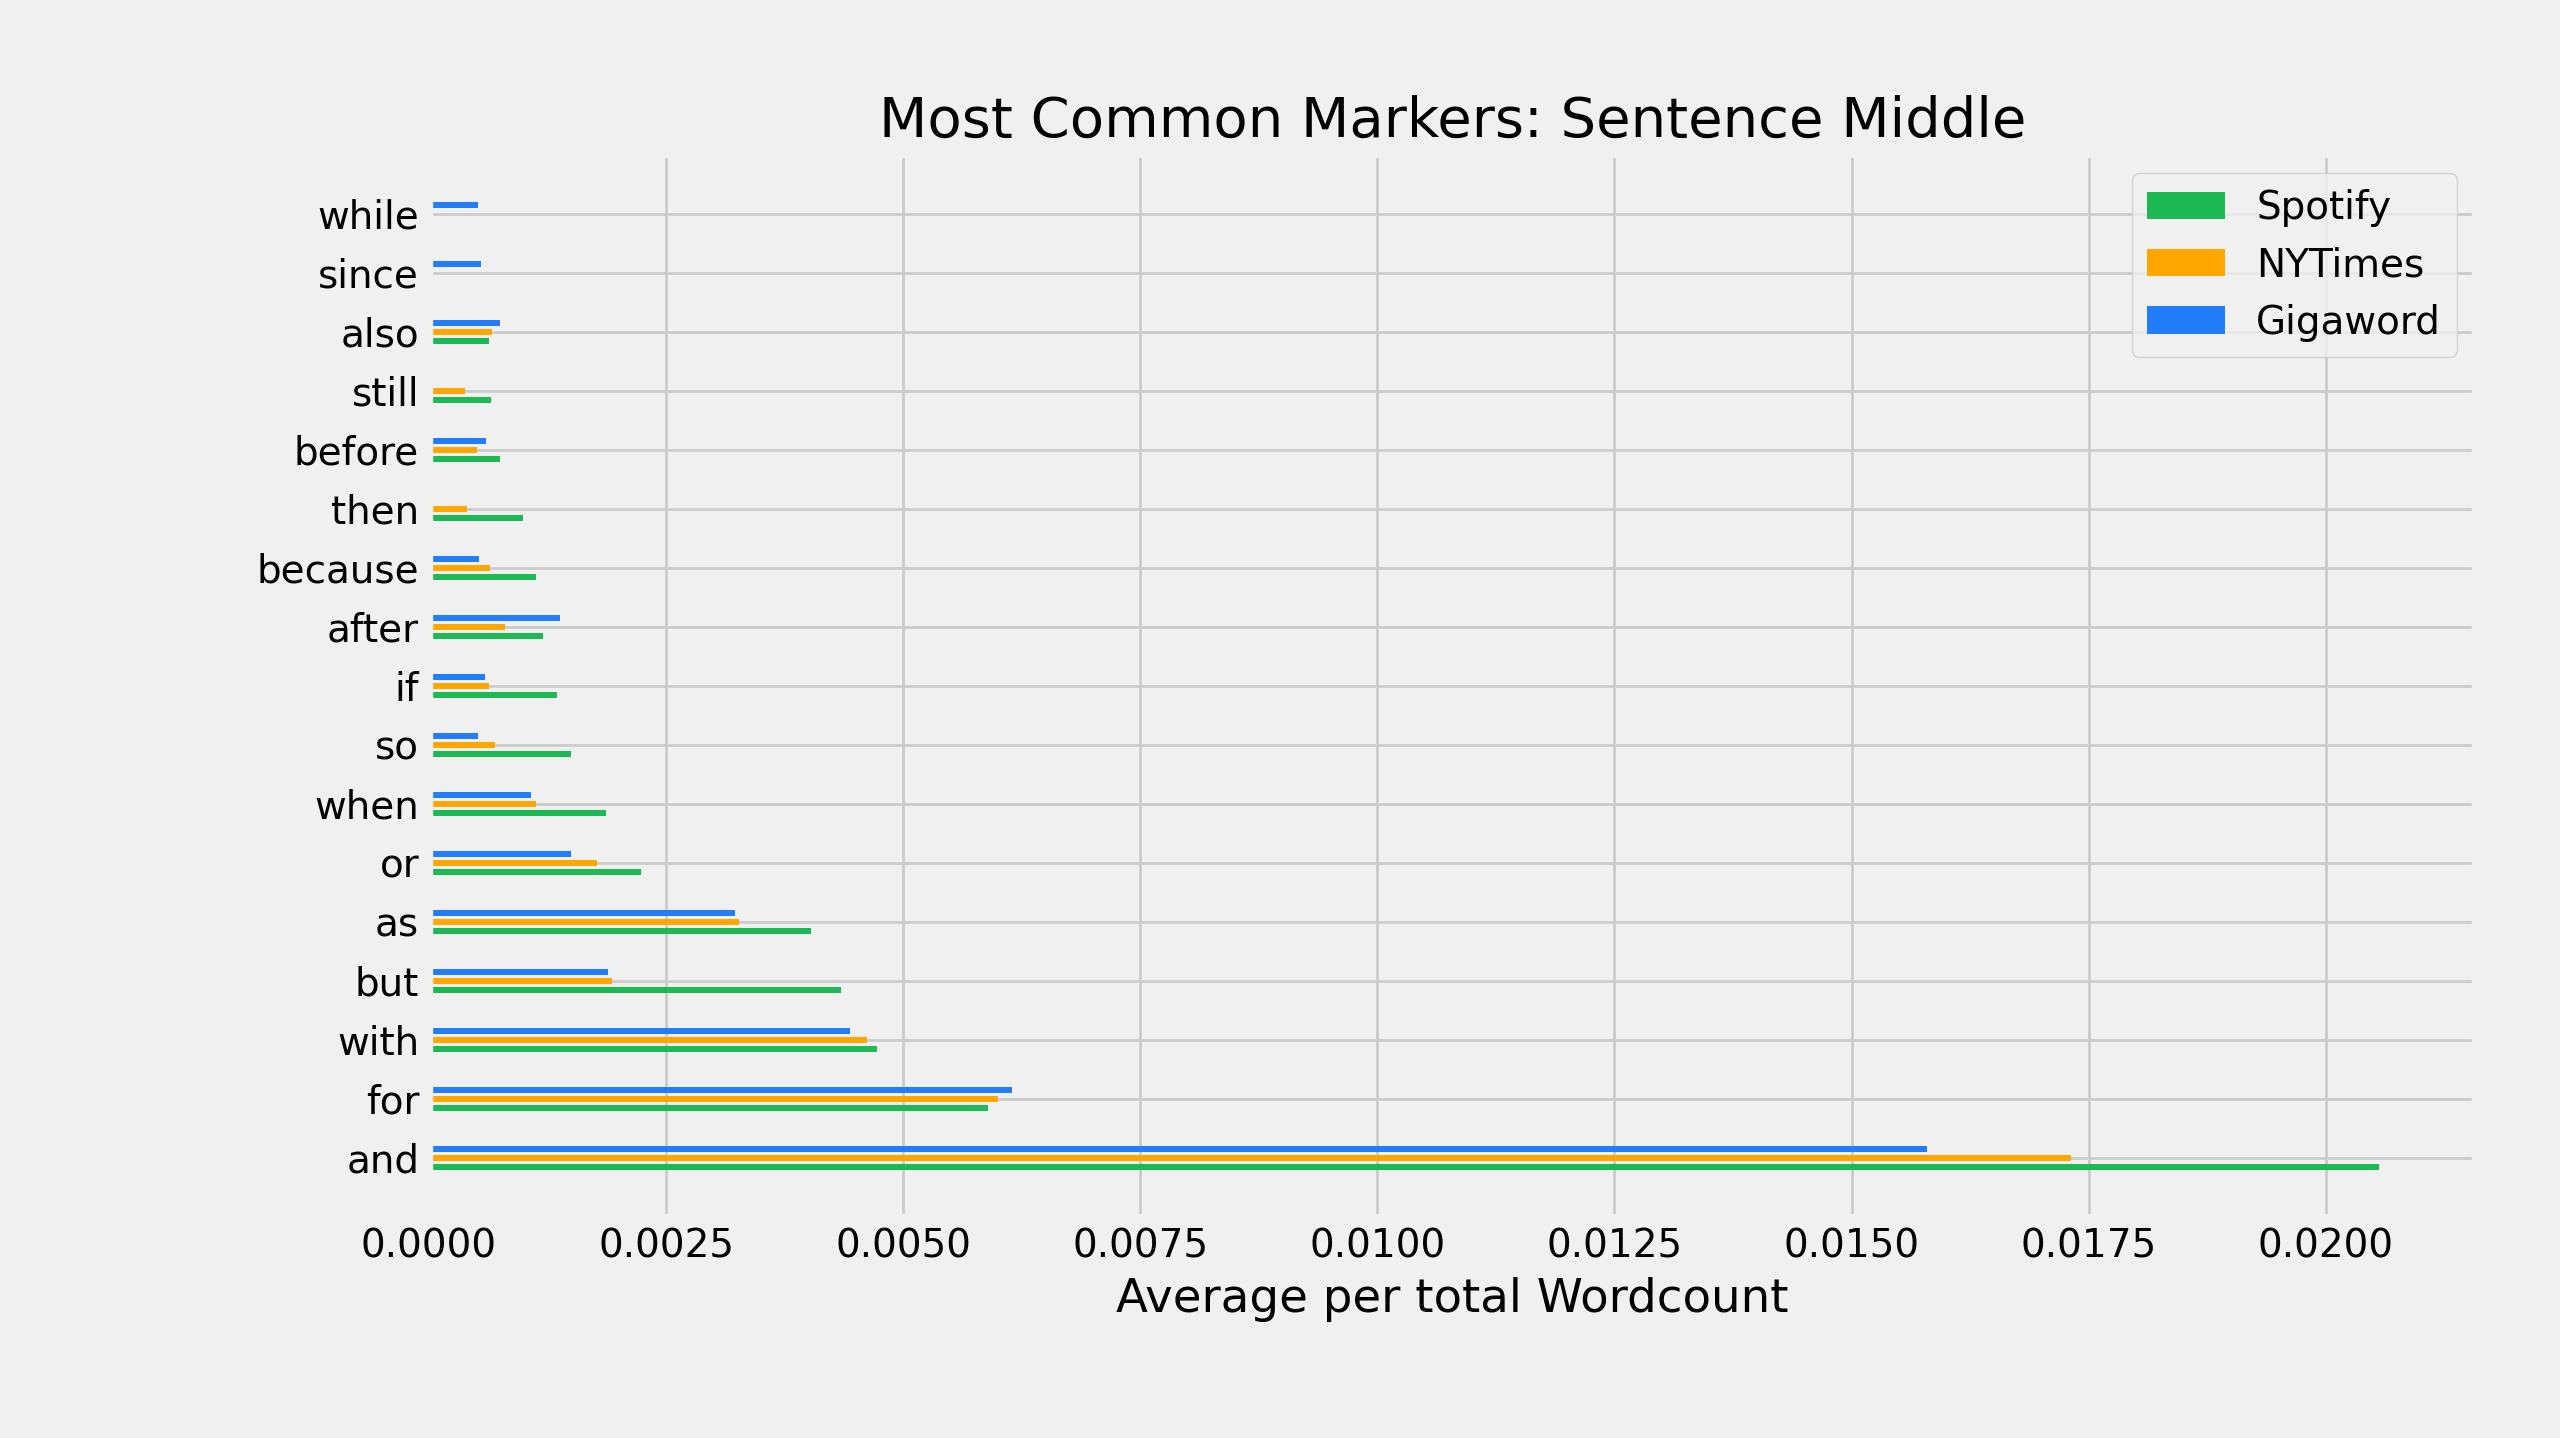 Most Common Markers: Sentence Middle
Spotify
NYTimes
Gigaword
while
since
also
still
before
then
because
after
if
so
when
or
as
but
with
for
and
0.0000 0.0025 0.0050 0.0075 0.0100 0.0125 0.0150 0.0175 0.0200
Average per total Wordcount